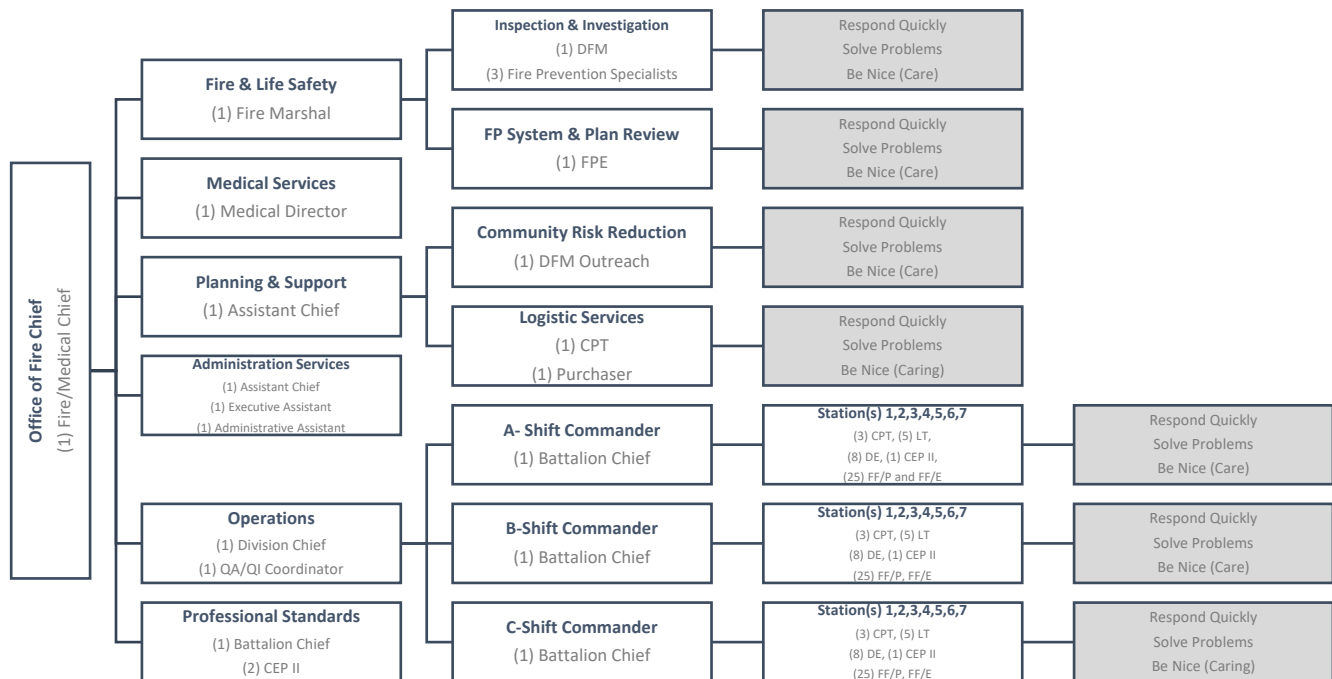 Office of Fire Chief
(1) Fire/Medical Chief
Fire & Life Safety
(1) Fire Marshal
Inspection & Investigation
(1) DFM
(3) Fire Prevention Specialists
Respond Quickly
Solve Problems
Be Nice (Care)
FP System & Plan Review
(1) FPE
Respond Quickly
Solve Problems
Be Nice (Care)
Medical Services
(1) Medical Director
Planning & Support
(1) Assistant Chief
Community Risk Reduction
(1) DFM Outreach
Respond Quickly
Solve Problems
Be Nice (Care)
Logistic Services
(1) CPT
(1) Purchaser
Respond Quickly
Solve Problems
Be Nice (Caring)
Administration Services
(1) Assistant Chief
(1) Executive Assistant
(1) Administrative Assistant
Operations
(1) Division Chief
(1) QA/QI Coordinator
A- Shift Commander
(1) Battalion Chief
Station(s) 1,2,3,4,5,6,7
(3) CPT, (5) LT,
(8) DE, (1) CEP II,
(25) FF/P and FF/E
Respond Quickly
Solve Problems
Be Nice (Care)
B-Shift Commander
(1) Battalion Chief
Station(s) 1,2,3,4,5,6,7
(3) CPT, (5) LT
(8) DE, (1) CEP II
(25) FF/P, FF/E
Respond Quickly
Solve Problems
Be Nice (Care)
C-Shift Commander
(1) Battalion Chief
Station(s) 1,2,3,4,5,6,7
(3) CPT, (5) LT
(8) DE, (1) CEP II
(25) FF/P, FF/E
Respond Quickly
Solve Problems
Be Nice (Caring)
Professional Standards
(1) Battalion Chief
(2) CEP II